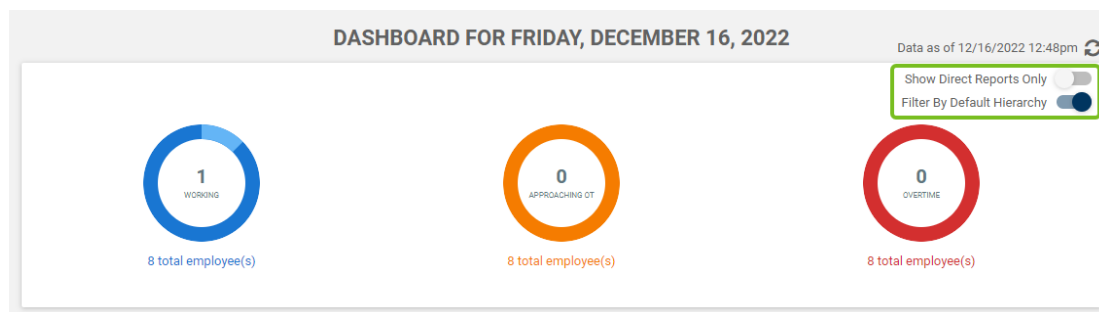 DASHBOARD FOR FRIDAY, DECEMBER 16, 2022
Data as of 12/16/2022 12:48pm
Show Direct Reports Only
Filter By Default Hierarchy
1
WORKING
8 total employee(s)
0
APPROACHING OT
8 total employee(s)
0
OVERTIME
8 total employee(s)